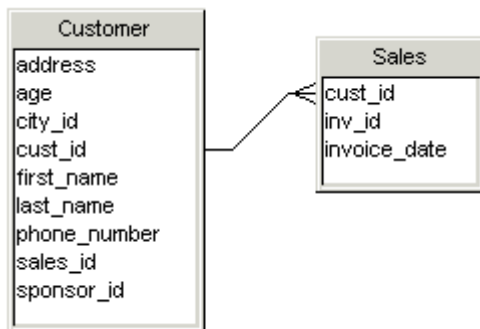 Customer
address
age
city_id
cust_id
first_name
last_name
phone_number
sales_id
sponsor_id
Sales
cust_id
inv_id
invoice_date